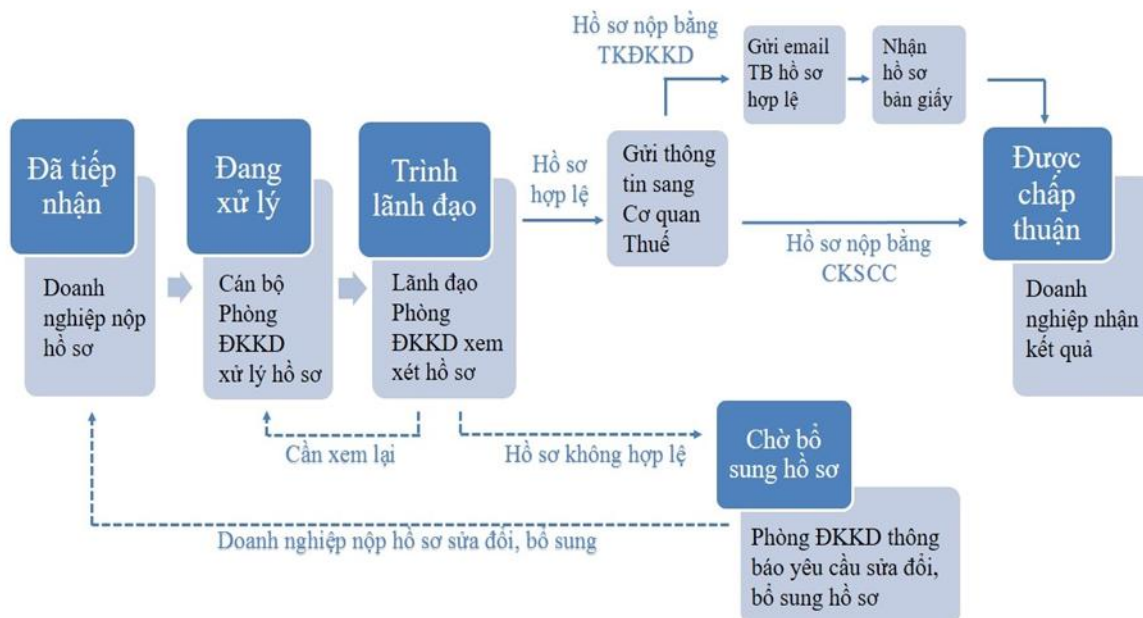 Hồ sơ nộp bằng
TKĐKKD
Gửi email
TB hồ sơ
hợp lệ
Nhận
hồ sơ
bản giấy
Đã tiếp
nhận
Doanh
nghiệp nộp
hồ sơ
Đang
xử lý
Cán bộ
Phòng
ĐKKD
xử lý hồ sơ
Trình
lãnh đạo
Lãnh đạo
Phòng
ĐKKD xem
xét hồ sơ
Hồ sơ
hợp lệ
Gửi thông
tin sang
Cơ quan
Thuế
Hồ sơ nộp bằng
CKSCC
Được
chấp
thuận
Doanh
nghiệp nhận
kết quả
Cần xem lại
Hồ sơ không hợp lệ
Chờ bổ
sung hồ sơ
Phòng ĐKKD thông
báo yêu cầu sửa đổi,
bổ sung hồ sơ
Doanh nghiệp nộp hồ sơ sửa đổi, bổ sung